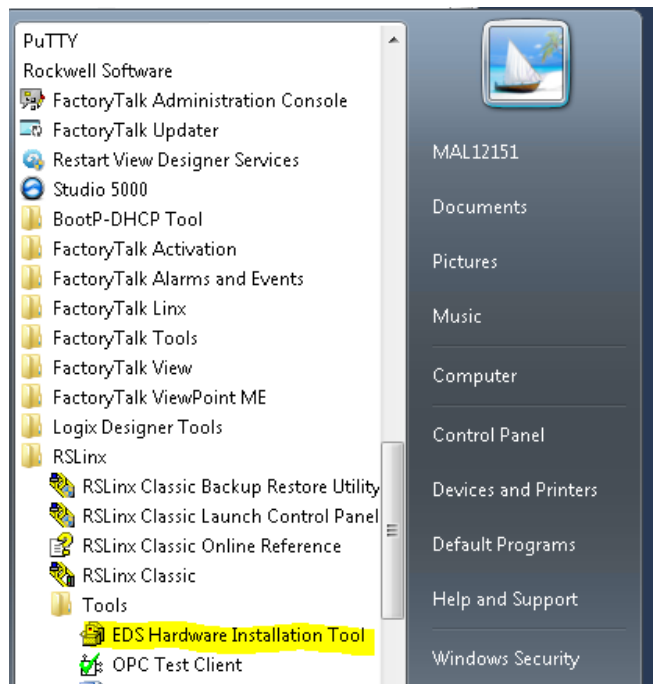 PuTTY
Rockwell Software
FactoryTalk Administration Console
FactoryTalk Updater
Restart View Designer Services
Studio 5000
BootP-DHCP Tool
FactoryTalk Activation
FactoryTalk Alarms and Events
FactoryTalk Linx
FactoryTalk Tools
FactoryTalk View
FactoryTalk ViewPoint ME
Logix Designer Tools
RSLinx
RSLinx Classic Backup Restore Utility
RSLinx Classic Launch Control Panel
RSLinx Classic Online Reference
RSLinx Classic
Tools
EDS Hardware Installation Tool
OPC Test Client
MAL12151
Documents
Pictures
Music
Computer
Control Panel
Devices and Printers
Default Programs
Help and Support
Windows Security